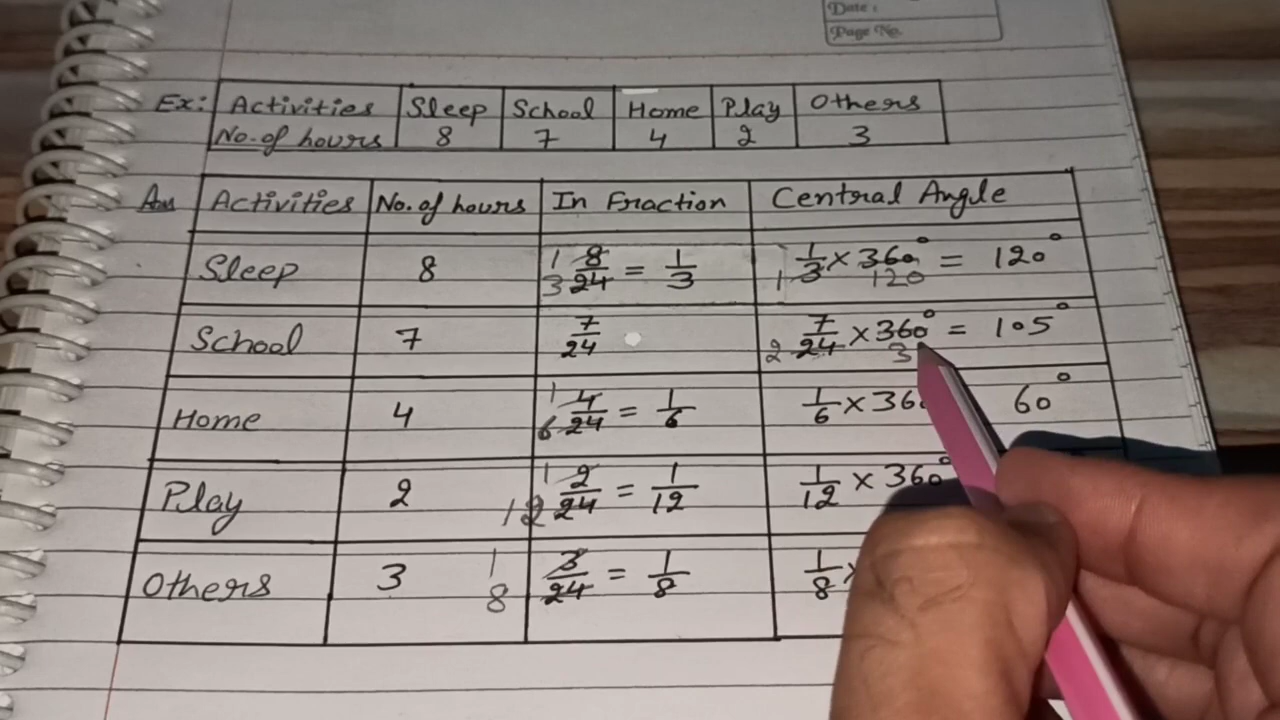 Date :
Page No.
Ex: Activities Sleep School Home Play Others
No. of hours 8 7 4 2 3
Ans Activities No. of hours In Fraction Central Angle
Sleep 8 8/24 = 1/3 1/3 × 360° = 120°
1 3 1 120
School 7 7/24 7/24 × 360° = 105°
2 3
Home 4 4/24 = 1/6 1/6 × 36 60°
1 6
Play 2 2/24 = 1/12 1/12 × 360°
1 12
Others 3 3/24 = 1/8 1/8 ×
1 8